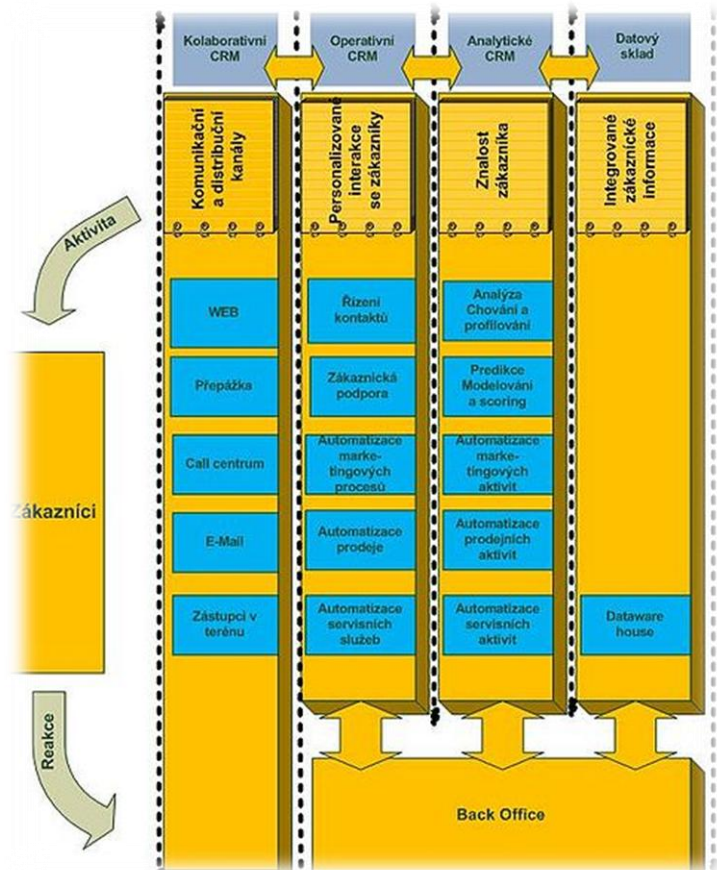 Kolaborativní
CRM
Operativní
CRM
Analytické
CRM
Datový
sklad
Komunikační
a distribuční
kanály
Personalizované
interakce
se zákazníky
Znalost
zákazníka
Integrované
zákaznické
informace
Aktivita
WEB
Řízení
kontaktů
Analýza
Chování a
profilování
Přepážka
Zákaznická
podpora
Predikce
Modelování
a scoring
Call centrum
Automatizace
marke-
tingových
procesů
Automatizace
marke-
tingových
aktivit
Zákazníci
E-Mail
Automatizace
prodeje
Automatizace
prodejních
aktivit
Zástupci v
terénu
Automatizace
servisních
služeb
Automatizace
servisních
aktivit
Dataware
house
Reakce
Back Office